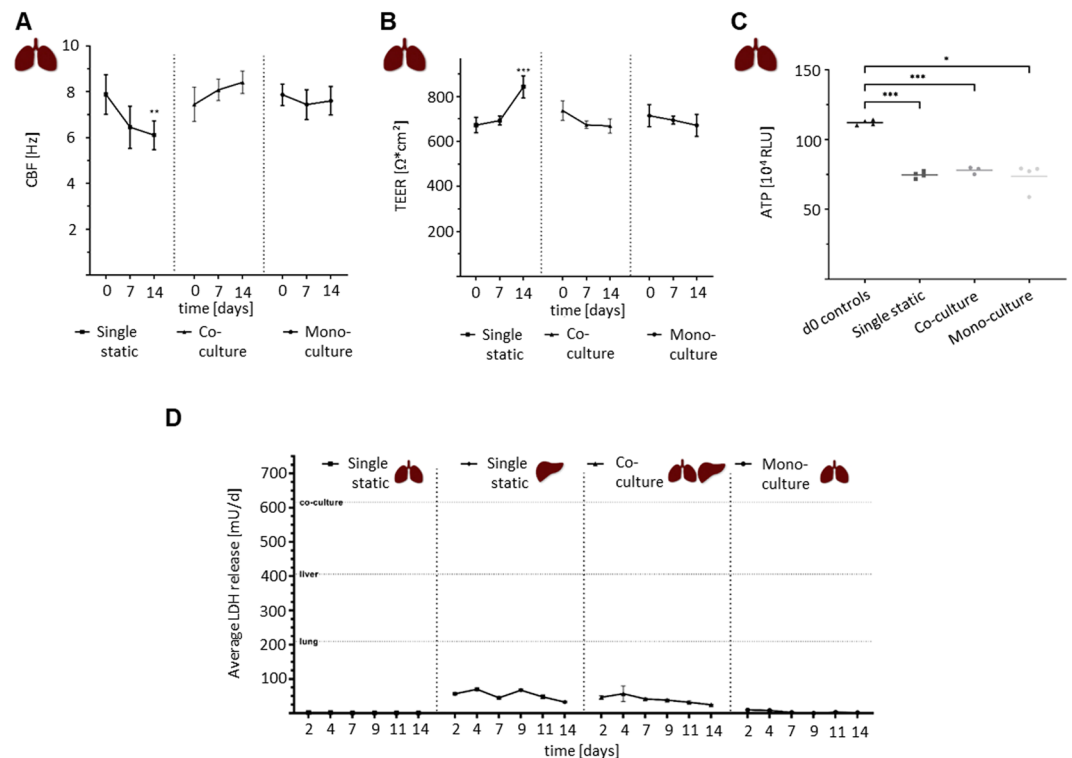 A
CBF [Hz]
10
8
6
4
2
**
0 7 14 0 7 14 0 7 14
time [days]
Single static
Co-culture
Mono-culture
B
TEER [Ω*cm²]
800
600
400
200
***
0 7 14 0 7 14 0 7 14
time [days]
Single static
Co-culture
Mono-culture
C
ATP [10⁴ RLU]
150
100
50
*
***
***
d0 controls
Single static
Co-culture
Mono-culture
D
Average LDH release [mU/d]
700
600
500
400
300
200
100
Single static
Single static
Co-culture
Mono-culture
co-culture
liver
lung
2 4 7 9 11 14 2 4 7 9 11 14 2 4 7 9 11 14 2 4 7 9 11 14
time [days]